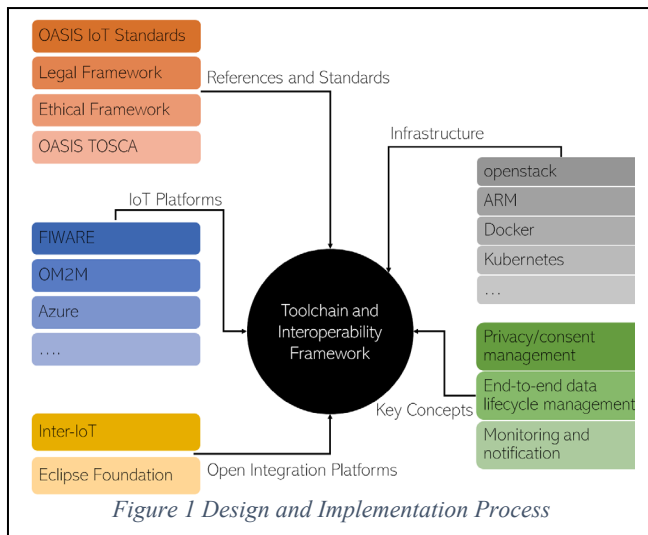 OASIS IoT Standards
Legal Framework
Ethical Framework
OASIS TOSCA
References and Standards
Infrastructure
openstack
ARM
Docker
Kubernetes
...
IoT Platforms
FIWARE
OM2M
Azure
....
Toolchain and
Interoperability
Framework
Privacy/consent
management
End-to-end data
lifecycle management
Monitoring and
notification
Key Concepts
Inter-IoT
Eclipse Foundation
Open Integration Platforms
Figure 1 Design and Implementation Process